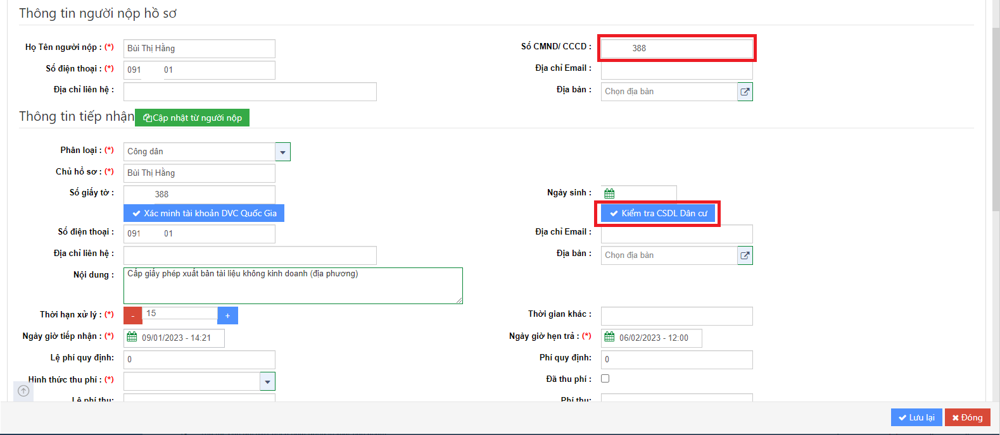 Thông tin người nộp hồ sơ
Họ Tên người nộp : (*) Bùi Thị Hằng Số CMND/ CCCD : 388
Số điện thoại : (*) 091 01 Địa chỉ Email :
Địa chỉ liên hệ : Địa bàn : Chọn địa bàn
Thông tin tiếp nhận Cập nhật từ người nộp
Phân loại : (*) Công dân
Chủ hồ sơ : (*) Bùi Thị Hằng
Số giấy tờ : 388 Ngày sinh :
Xác minh tài khoản DVC Quốc Gia Kiểm tra CSDL Dân cư
Số điện thoại : 091 01 Địa chỉ Email :
Địa chỉ liên hệ : Địa bàn : Chọn địa bàn
Nội dung : Cấp giấy phép xuất bản tài liệu không kinh doanh (địa phương)
Thời hạn xử lý : (*) - 15 + Thời gian khác :
Ngày giờ tiếp nhận : (*) 09/01/2023 - 14:21 Ngày giờ hẹn trả : (*) 06/02/2023 - 12:00
Lệ phí quy định: 0 Phí quy định: 0
Hình thức thu phí : (*) Đã thu phí :
Lệ phí thu: Phí thu:
Lưu lại Đóng